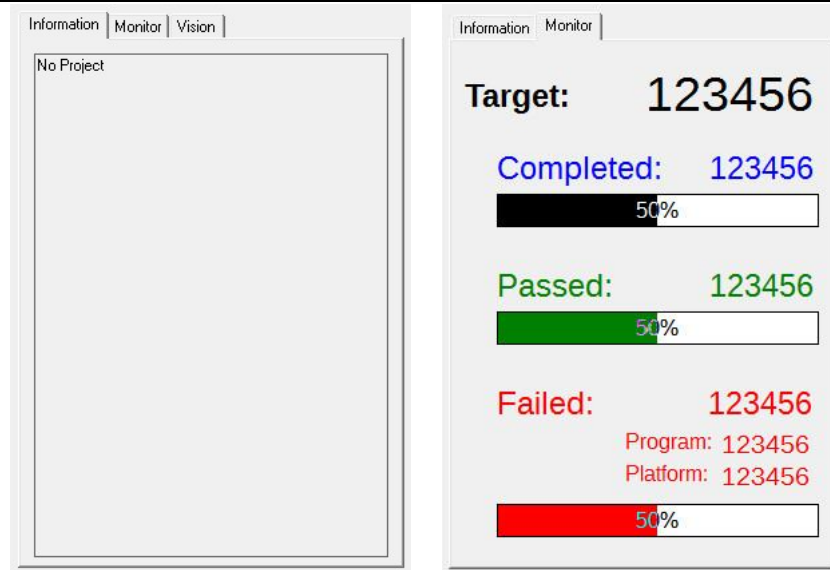 Information Monitor Vision
No Project
Information Monitor
Target: 123456
Completed: 123456
50%
Passed: 123456
50%
Failed: 123456
Program: 123456
Platform: 123456
50%